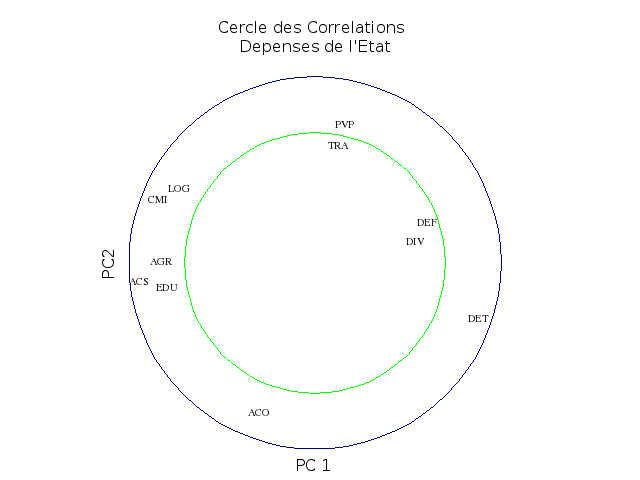 Cercle des Correlations
Depenses de l'Etat
PVP
TRA
LOG
CMI
DEF
DIV
AGR
PC2
ACS
EDU
DET
ACO
PC 1